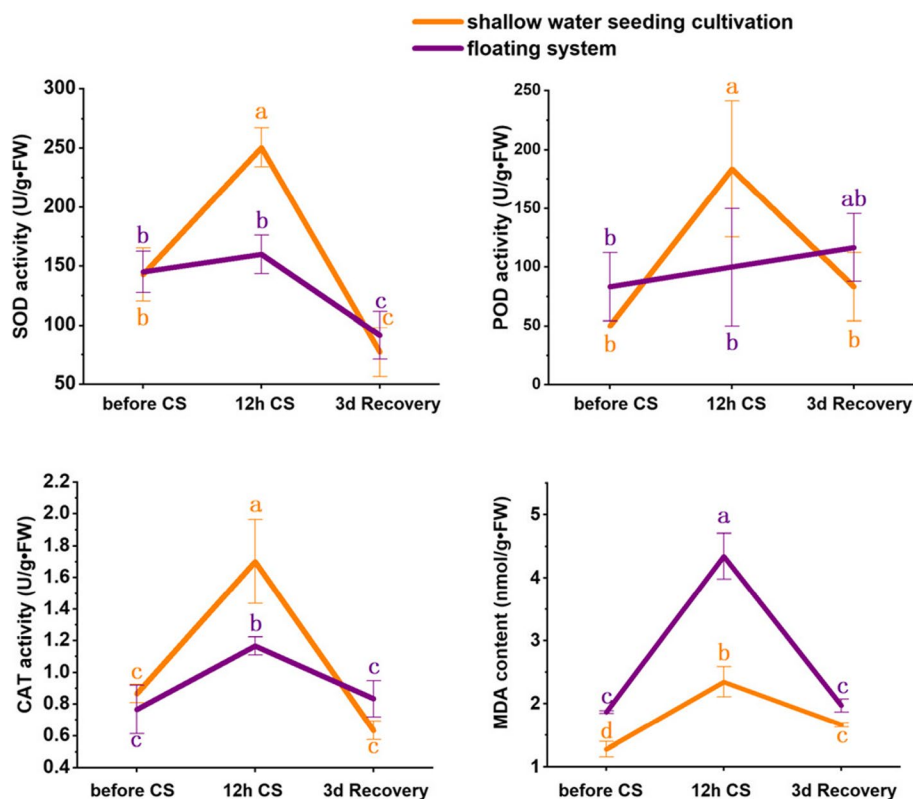 shallow water seeding cultivation
floating system
SOD activity (U/g•FW)
300
250
200
150
100
50
a
b
b
b
c
c
before CS
12h CS
3d Recovery
POD activity (U/g•FW)
250
200
150
100
50
0
a
ab
b
b
b
b
before CS
12h CS
3d Recovery
CAT activity (U/g•FW)
2.2
2.0
1.8
1.6
1.4
1.2
1.0
0.8
0.6
0.4
a
b
c
c
c
c
before CS
12h CS
3d Recovery
MDA content (nmol/g•FW)
5
4
3
2
1
a
b
c
c
d
c
before CS
12h CS
3d Recovery